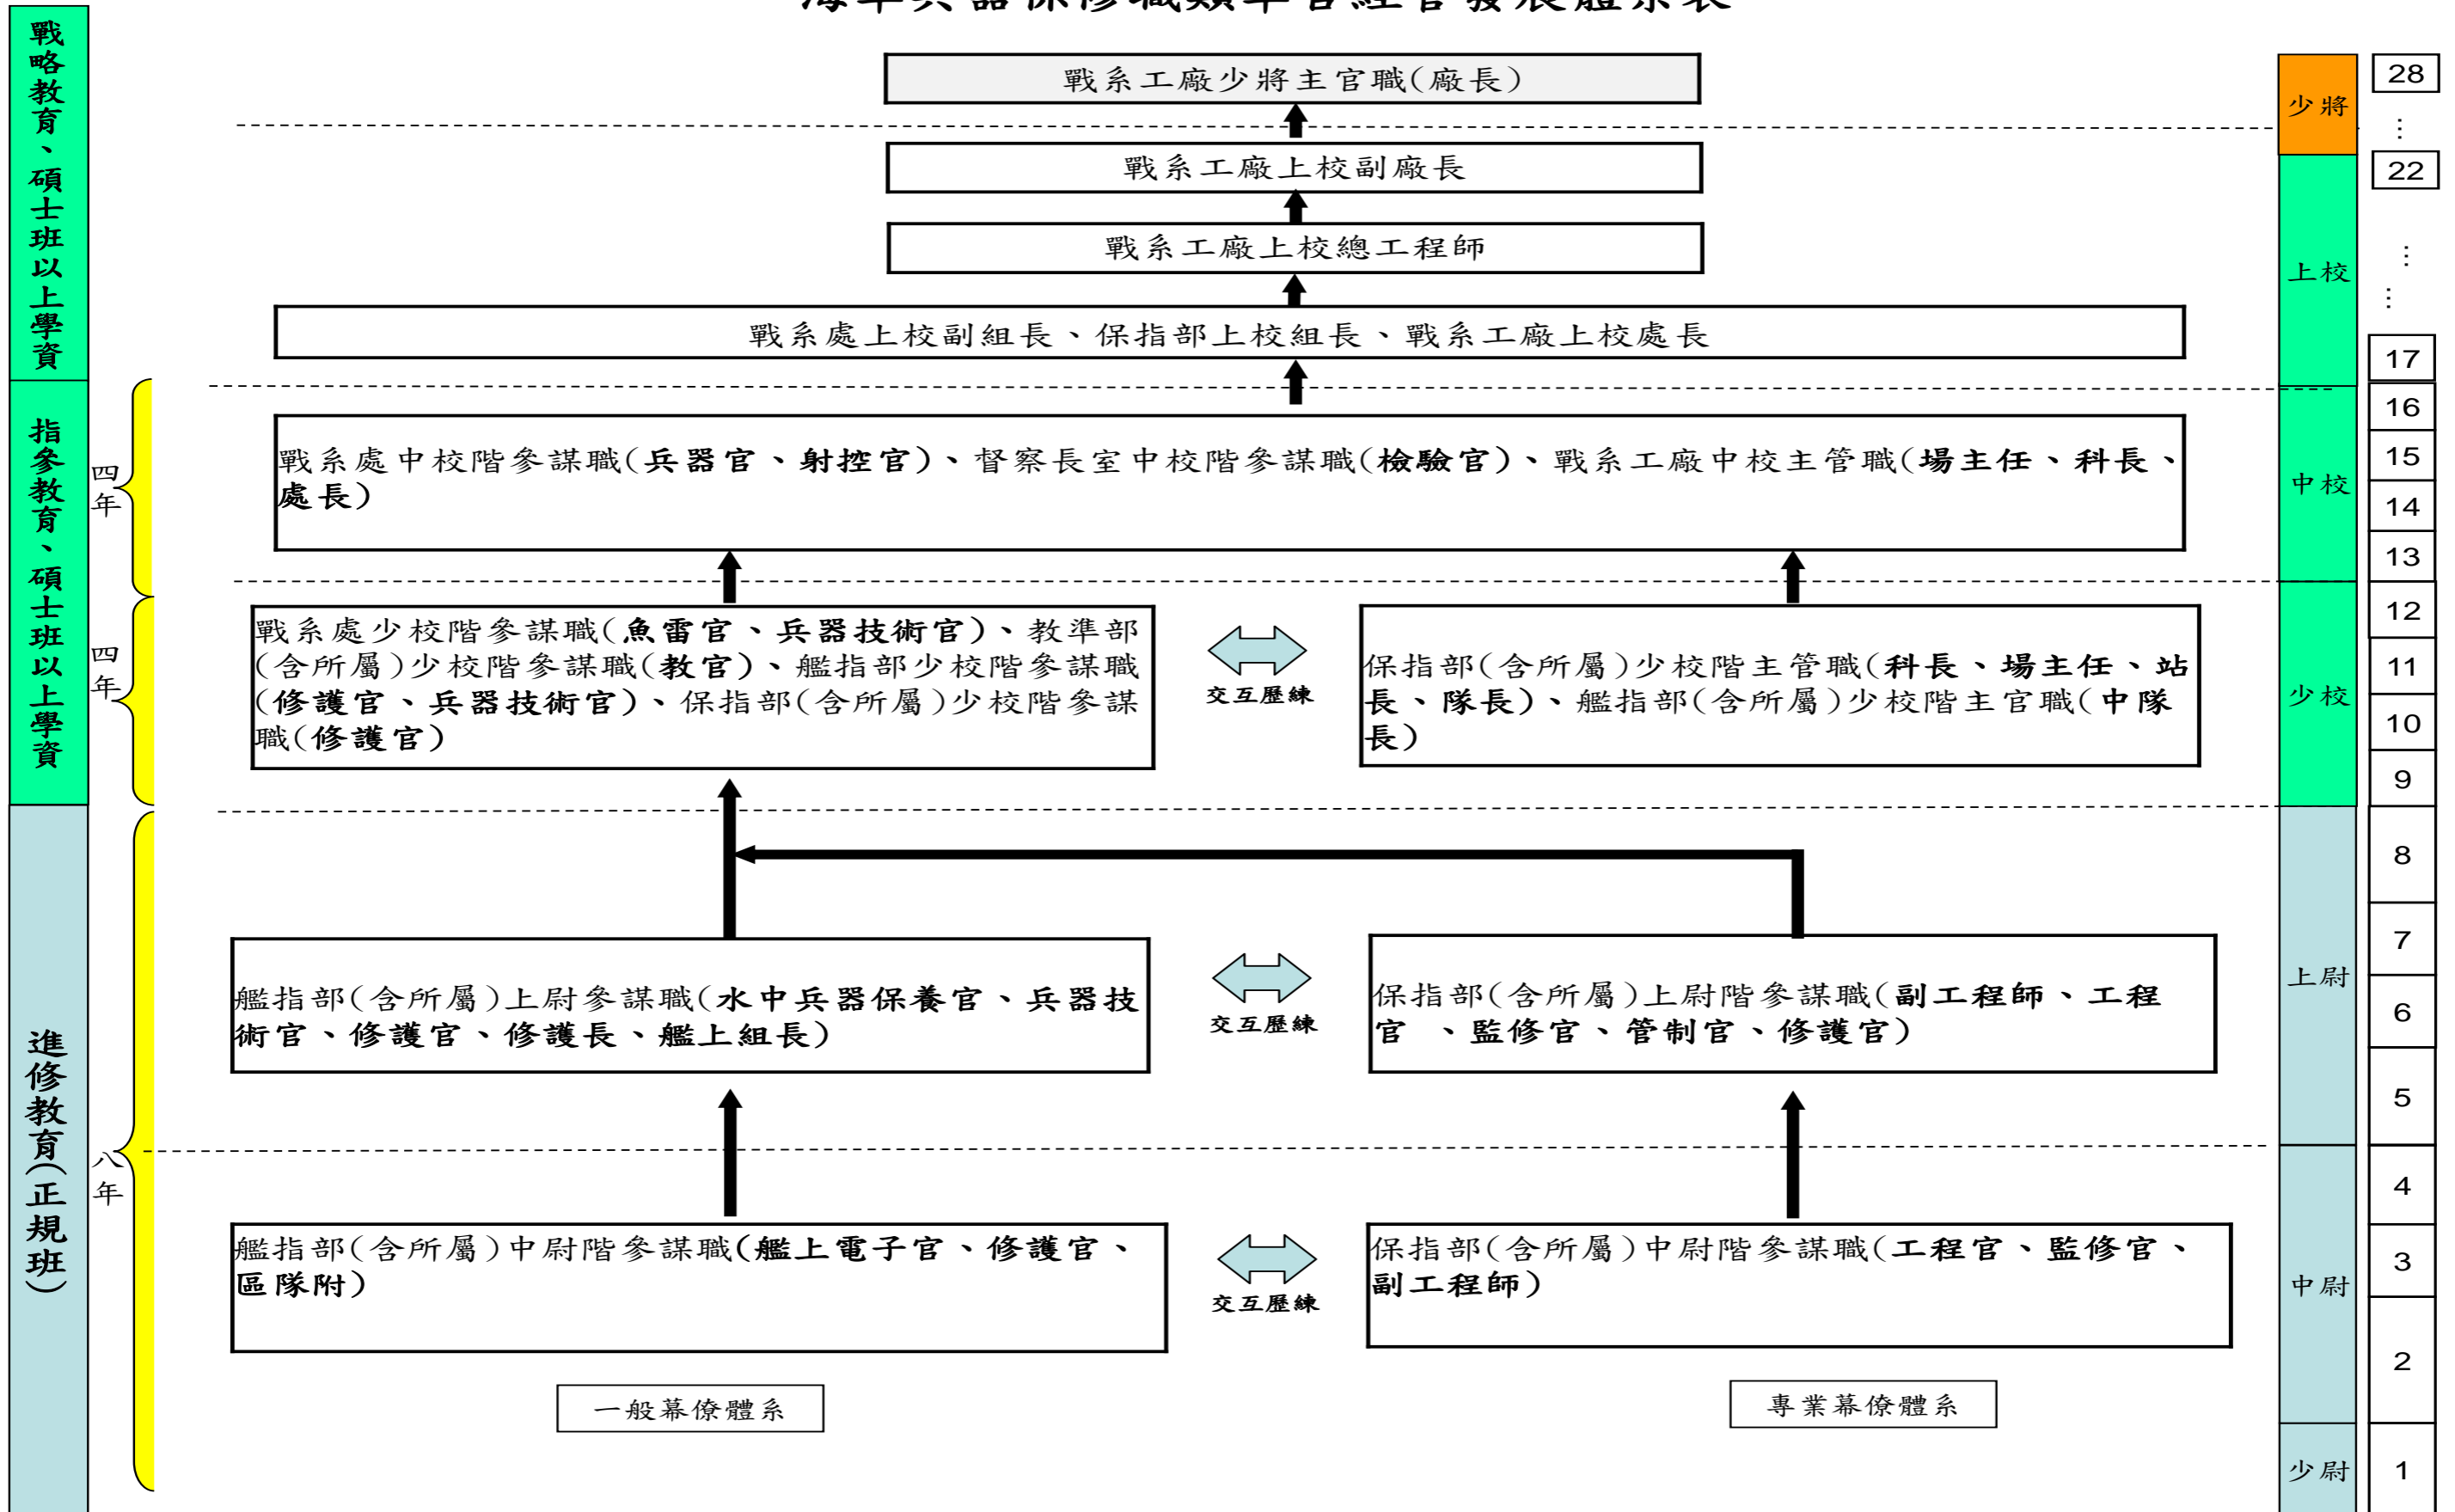 海軍兵器保修職類軍官經管發展體系表
戰略教育、碩士班以上學資
指參教育、碩士班以上學資
進修教育(正規班)
四年
四年
八年
戰系工廠少將主官職(廠長)
戰系工廠上校副廠長
戰系工廠上校總工程師
戰系處上校副組長、保指部上校組長、戰系工廠上校處長
戰系處中校階參謀職(兵器官、射控官)、督察長室中校階參謀職(檢驗官)、戰系工廠中校主管職(場主任、科長、
處長)
戰系處少校階參謀職(魚雷官、兵器技術官)、教準部
(含所屬)少校階參謀職(教官)、艦指部少校階參謀職
(修護官、兵器技術官)、保指部(含所屬)少校階參謀
職(修護官)
交互歷練
保指部(含所屬)少校階主管職(科長、場主任、站
長、隊長)、艦指部(含所屬)少校階主官職(中隊
長)
艦指部(含所屬)上尉參謀職(水中兵器保養官、兵器技
術官、修護官、修護長、艦上組長)
交互歷練
保指部(含所屬)上尉階參謀職(副工程師、工程
官 、監修官、管制官、修護官)
艦指部(含所屬)中尉階參謀職(艦上電子官、修護官、
區隊附)
交互歷練
保指部(含所屬)中尉階參謀職(工程官、監修官、
副工程師)
一般幕僚體系
專業幕僚體系
少將
上校
中校
少校
上尉
中尉
少尉
28
…
22
…
…
17
16
15
14
13
12
11
10
9
8
7
6
5
4
3
2
1